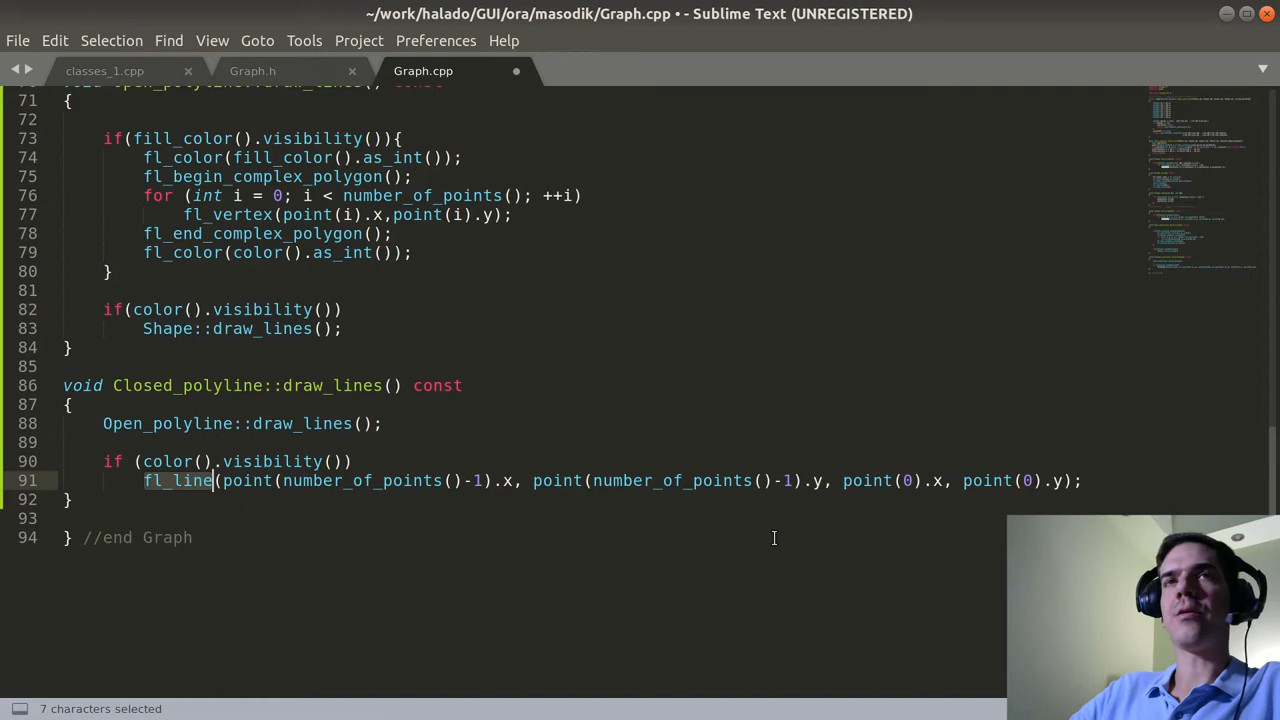 ~/work/halado/GUI/ora/masodik/Graph.cpp • - Sublime Text (UNREGISTERED)
File Edit Selection Find View Goto Tools Project Preferences Help
classes_1.cpp Graph.h Graph.cpp
void Open_polyline::draw_lines() const
71 {
72
73 if(fill_color().visibility()){
74 fl_color(fill_color().as_int());
75 fl_begin_complex_polygon();
76 for (int i = 0; i < number_of_points(); ++i)
77 fl_vertex(point(i).x,point(i).y);
78 fl_end_complex_polygon();
79 fl_color(color().as_int());
80 }
81
82 if(color().visibility())
83 Shape::draw_lines();
84 }
85
86 void Closed_polyline::draw_lines() const
87 {
88 Open_polyline::draw_lines();
89
90 if (color().visibility())
91 fl_line(point(number_of_points()-1).x, point(number_of_points()-1).y, point(0).x, point(0).y);
92 }
93
94 } //end Graph
7 characters selected